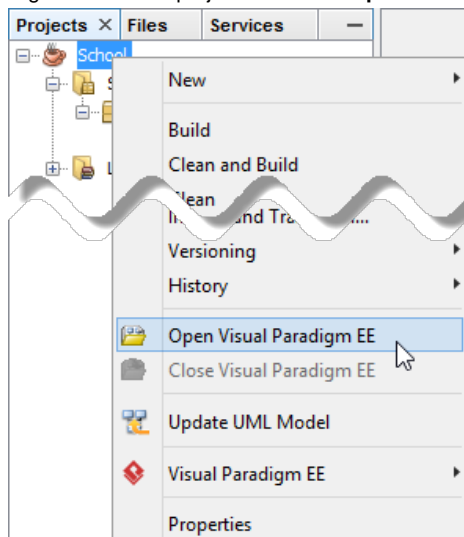 Projects × Files Services —
School
New
Build
Clean and Build
Clean
Versioning
History
Open Visual Paradigm EE
Close Visual Paradigm EE
Update UML Model
Visual Paradigm EE
Properties